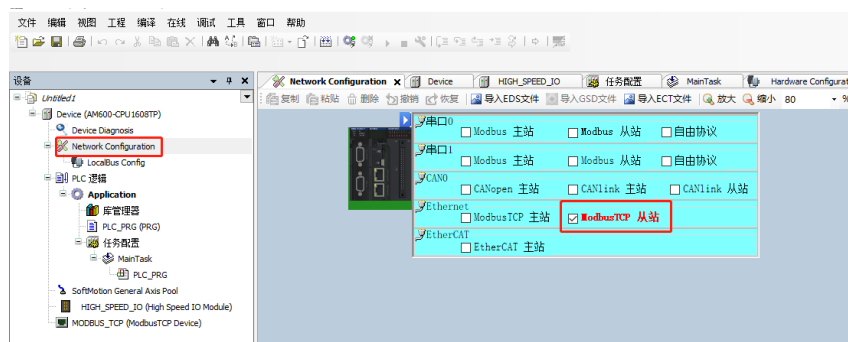 文件 编辑 视图 工程 编译 在线 调试 工具 窗口 帮助
设备
Network Configuration Device HIGH_SPEED_IO 任务配置 MainTask Hardware Configurat
复制 粘贴 删除 撤销 恢复 导入EDS文件 导入GSD文件 导入ECT文件 放大 缩小 80 %
Untitled1
Device (AM600-CPU1608TP)
Device Diagnosis
Network Configuration
LocalBus Config
PLC 逻辑
Application
库管理器
PLC_PRG (PRG)
任务配置
MainTask
PLC_PRG
SoftMotion General Axis Pool
HIGH_SPEED_IO (High Speed IO Module)
MODBUS_TCP (ModbusTCP Device)
串口0
Modbus 主站 Modbus 从站 自由协议
串口1
Modbus 主站 Modbus 从站 自由协议
CAN0
CANopen 主站 CANlink 主站 CANlink 从站
Ethernet
ModbusTCP 主站 ModbusTCP 从站
EtherCAT
EtherCAT 主站